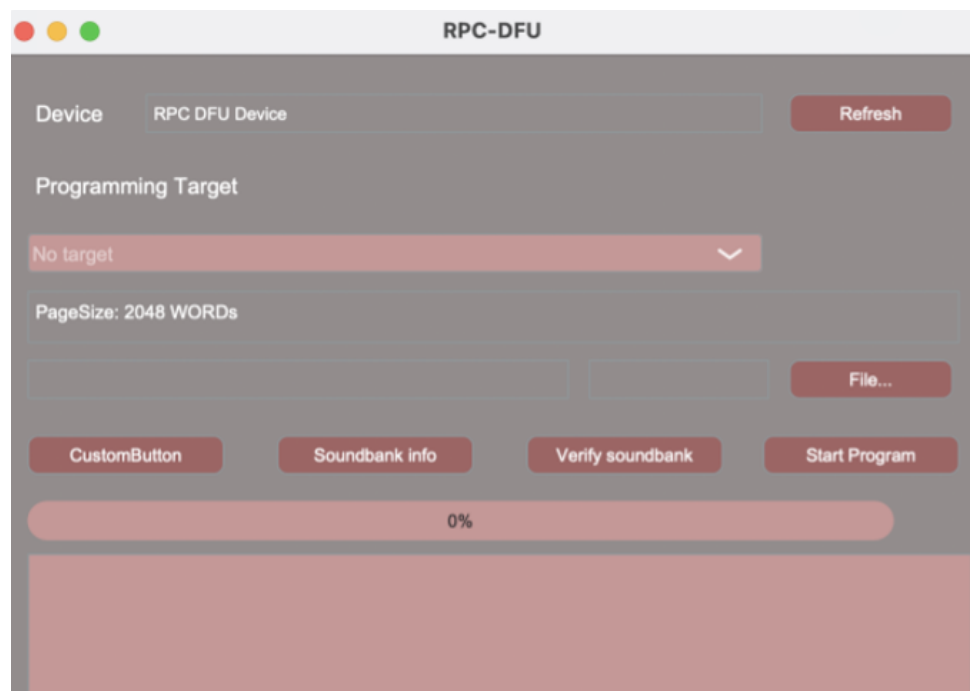 RPC-DFU
Device RPC DFU Device Refresh
Programming Target
No target
PageSize: 2048 WORDs
File...
CustomButton Soundbank info Verify soundbank Start Program
0%